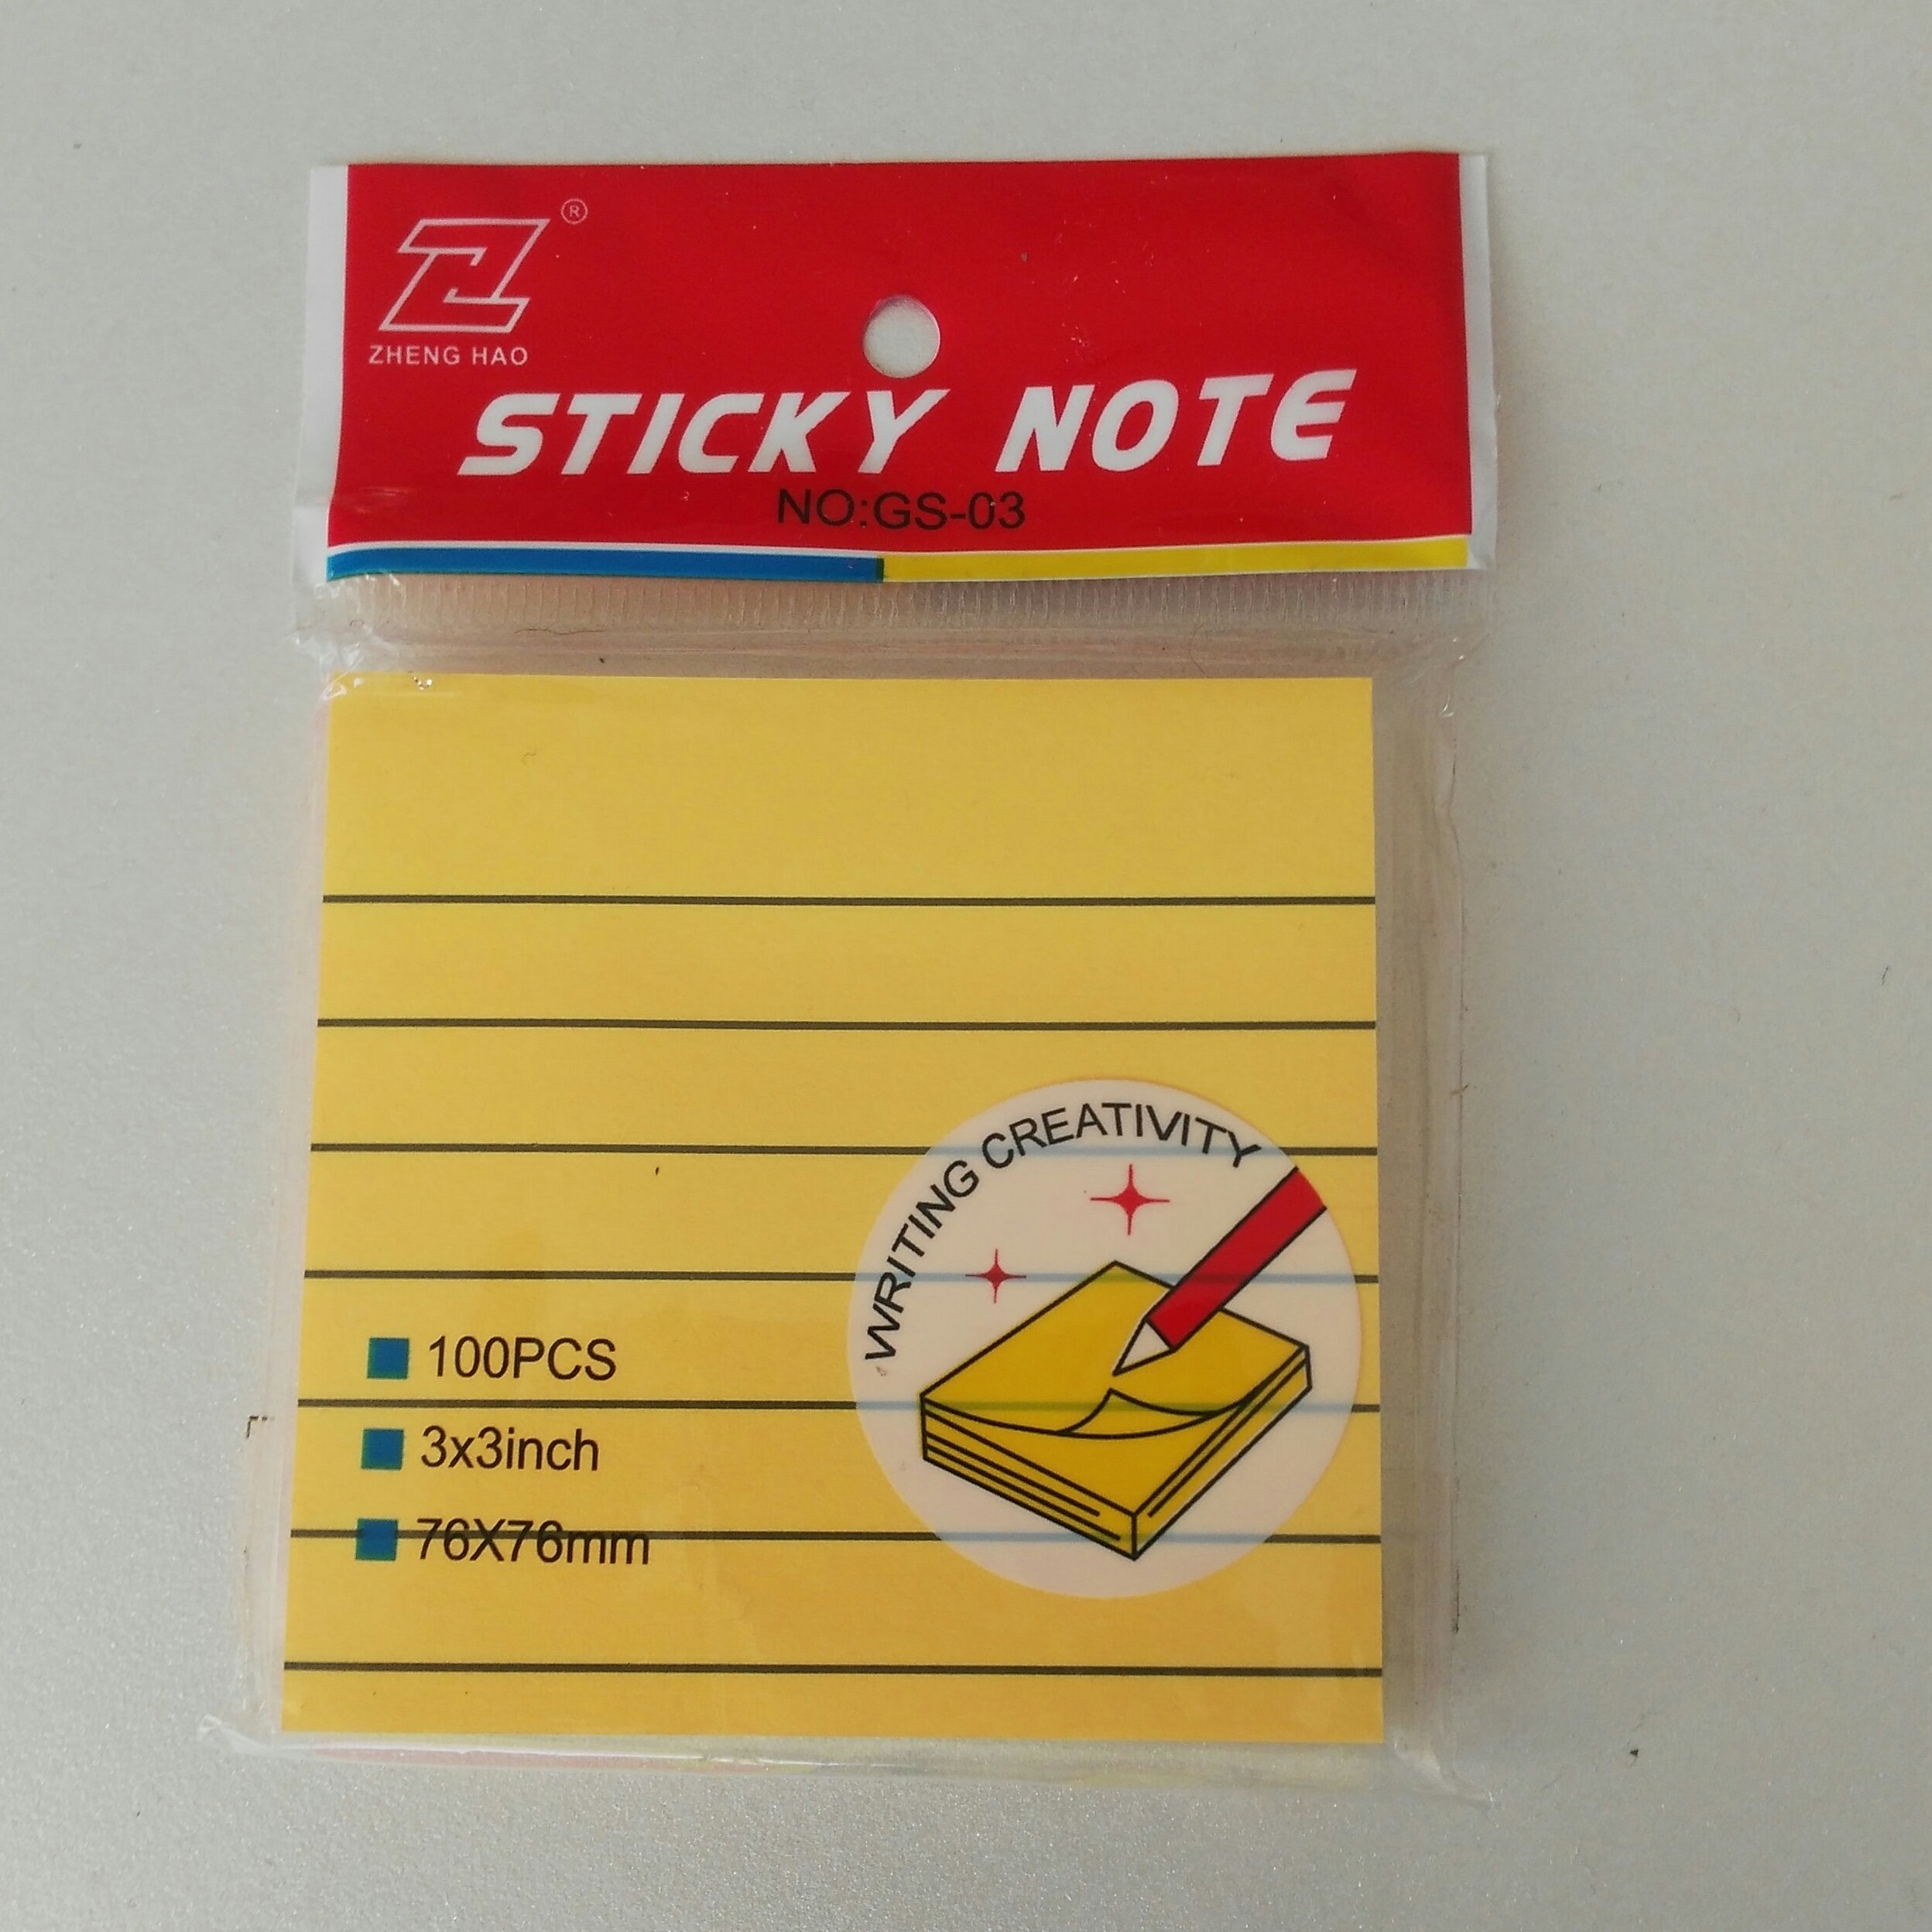 ®
ZHENG HAO
STICKY NOTE
NO:GS-03
WRITING CREATIVITY
100PCS
3x3inch
76X76mm